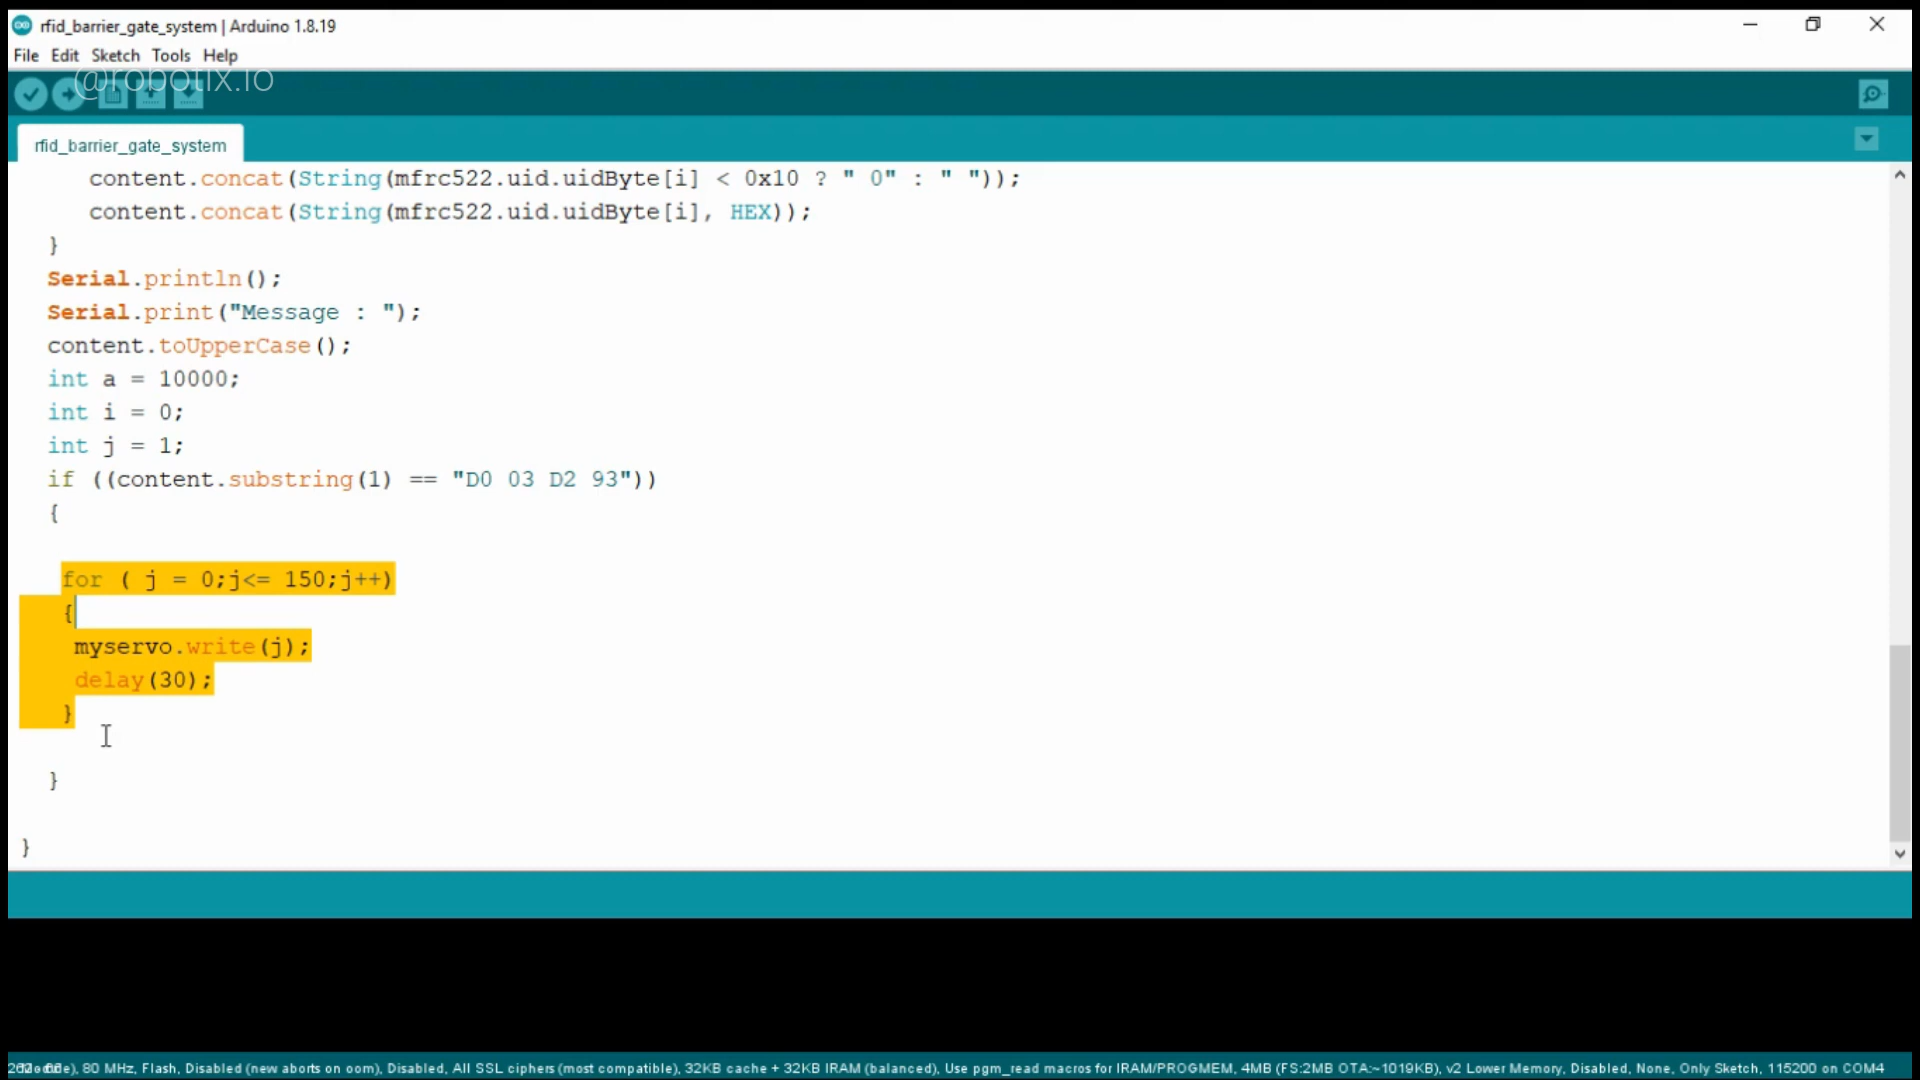 rfid_barrier_gate_system | Arduino 1.8.19
File Edit Sketch Tools Help
@robotix.io
rfid_barrier_gate_system
content.concat(String(mfrc522.uid.uidByte[i] < 0x10 ? " 0" : " "));
content.concat(String(mfrc522.uid.uidByte[i], HEX));
}
Serial.println();
Serial.print("Message : ");
content.toUpperCase();
int a = 10000;
int i = 0;
int j = 1;
if ((content.substring(1) == "D0 03 D2 93"))
{
for ( j = 0;j<= 150;j++)
{
myservo.write(j);
delay(30);
}
}
}
80 MHz, Flash, Disabled (new aborts on oom), Disabled, All SSL ciphers (most compatible), 32KB cache + 32KB IRAM (balanced), Use pgm_read macros for IRAM/PROGMEM, 4MB (FS:2MB OTA:~1019KB), v2 Lower Memory, Disabled, None, Only Sketch, 115200 on COM4